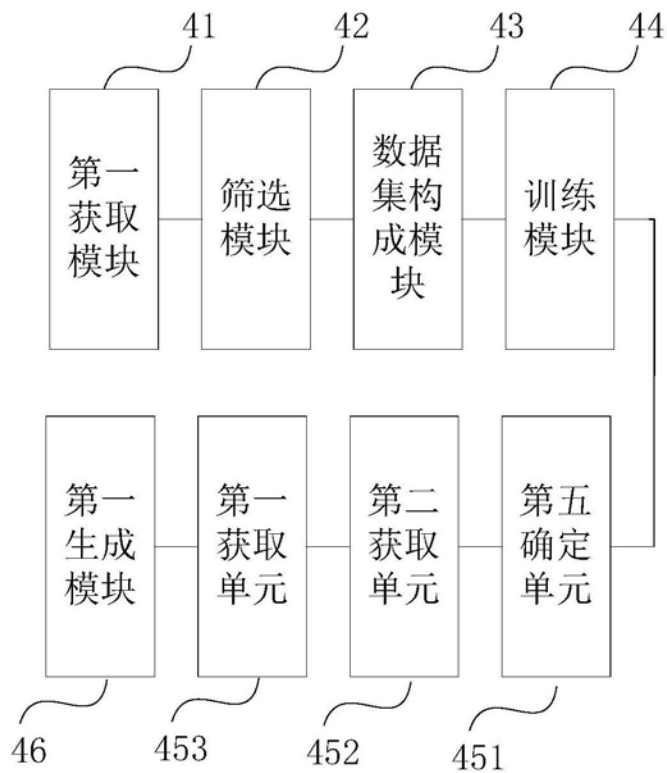 41
42
43
44
第一
获取
模块
筛选
模块
数据
集构
成模
块
训练
模块
第一
生成
模块
第一
获取
单元
第二
获取
单元
第五
确定
单元
46
453
452
451